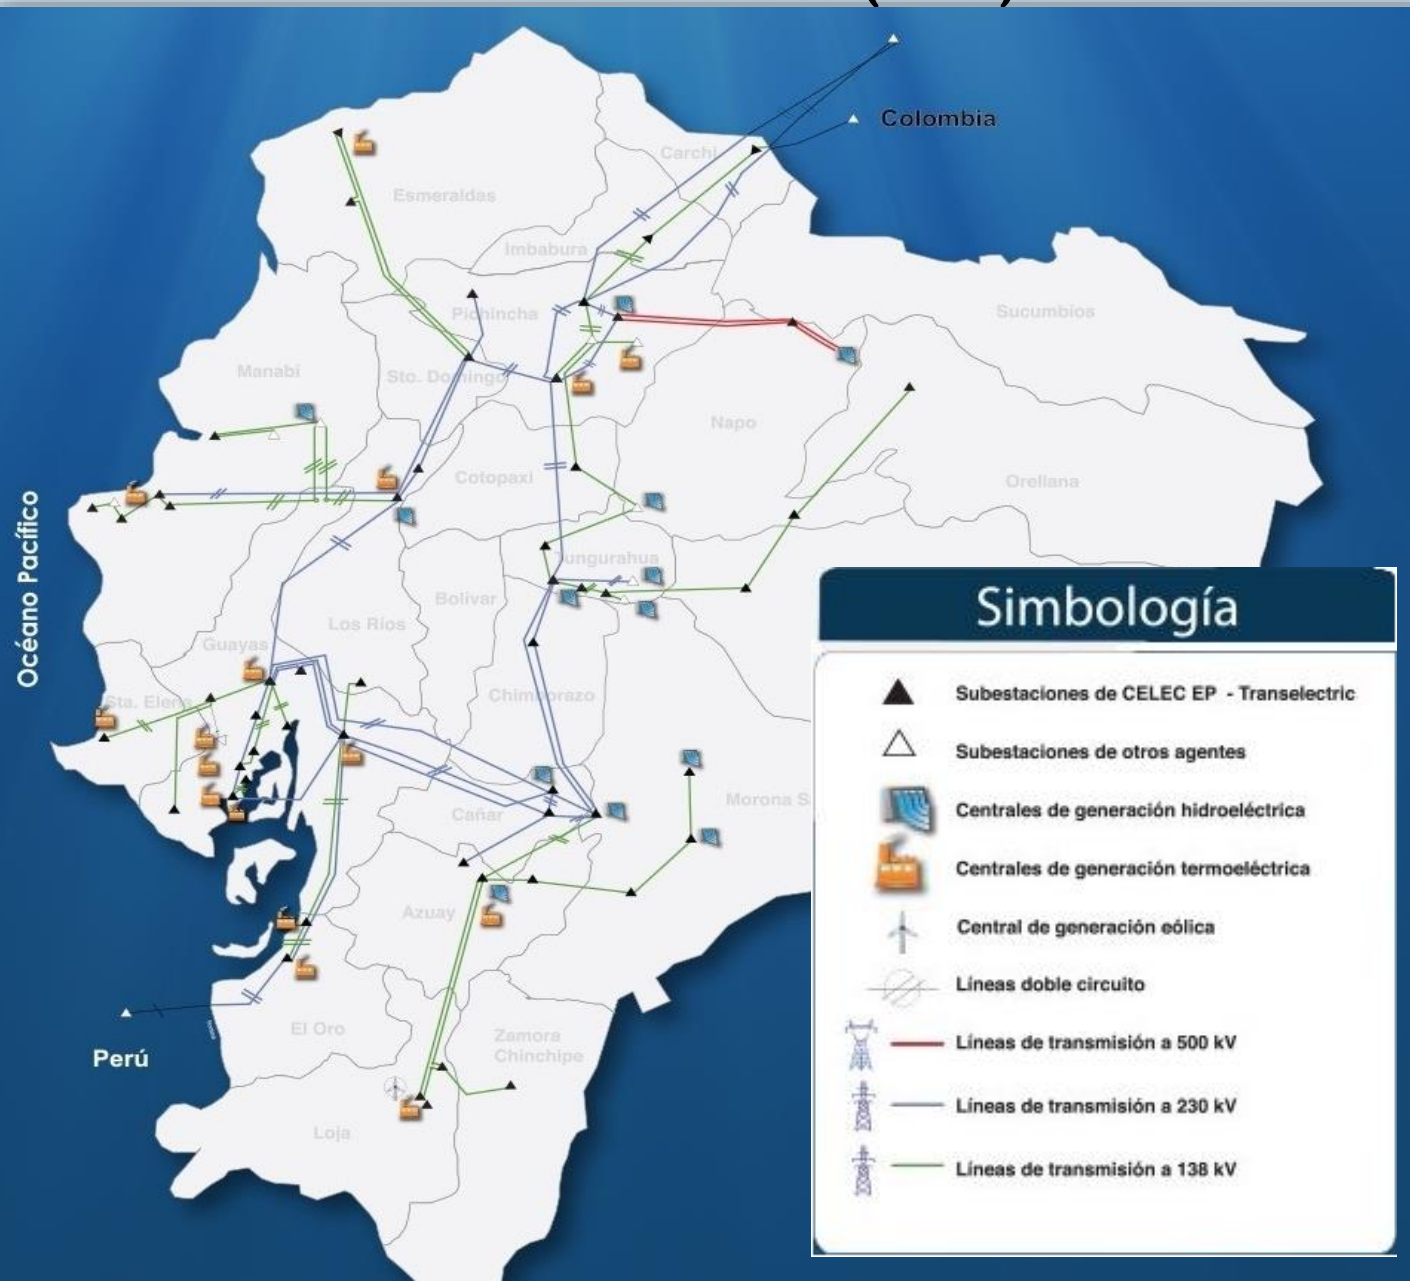 Colombia
Carchi
Esmeraldas
Imbabura
Pichincha
Sucumbios
Manabí
Sto. Domingo
Napo
Cotopaxi
Orellana
Océano Pacífico
Tungurahua
Bolivar
Los Ríos
Guayas
Sta. Elena
Chimborazo
Morona S
Cañar
Azuay
El Oro
Zamora
Chinchipe
Perú
Loja
Simbología
Subestaciones de CELEC EP - Transelectric
Subestaciones de otros agentes
Centrales de generación hidroeléctrica
Centrales de generación termoeléctrica
Central de generación eólica
Líneas doble circuito
Líneas de transmisión a 500 kV
Líneas de transmisión a 230 kV
Líneas de transmisión a 138 kV